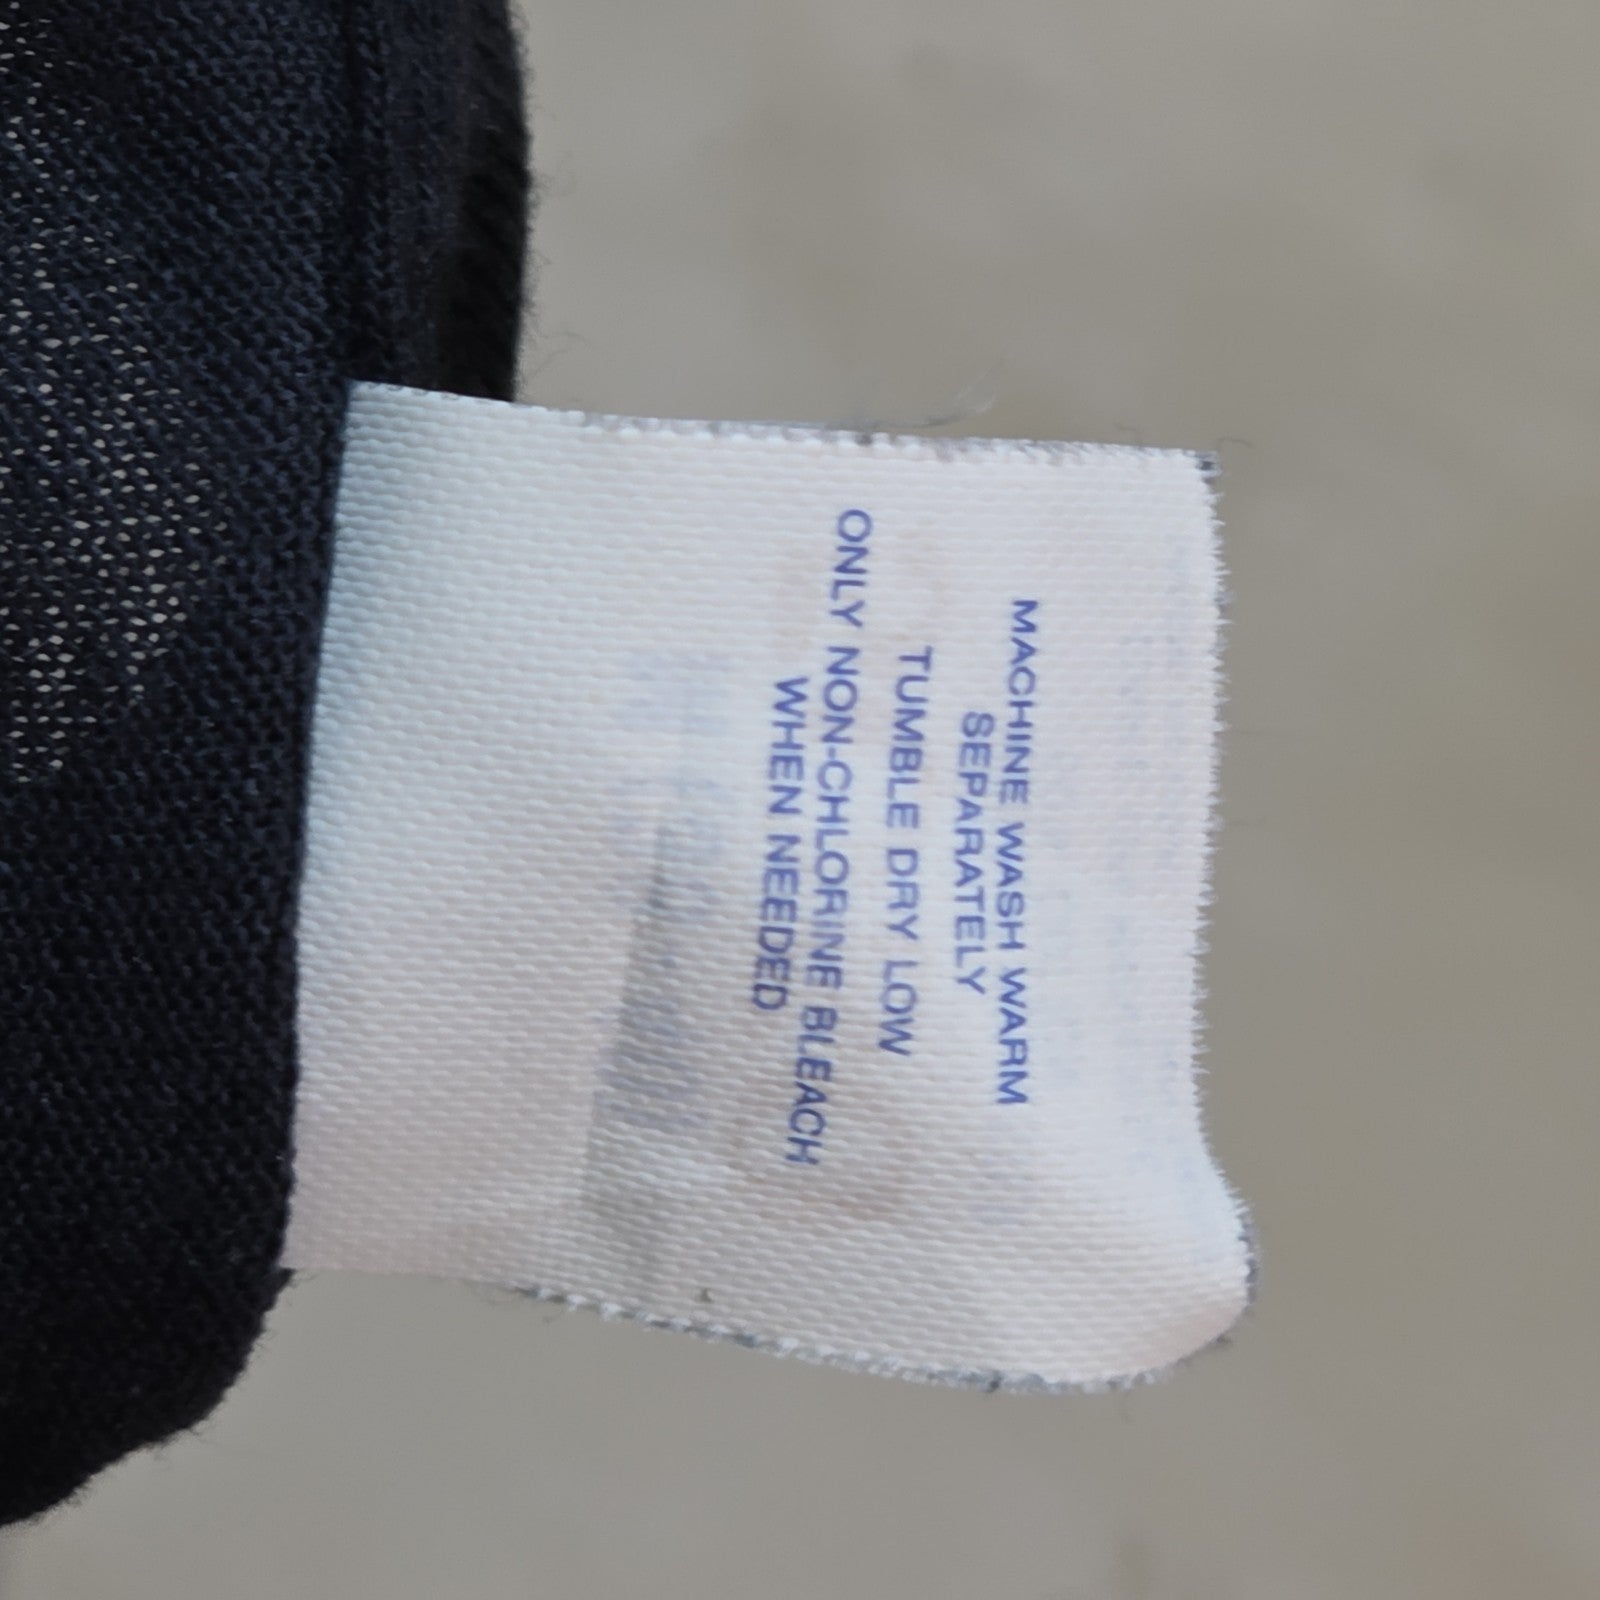 MACHINE WASH WARM
SEPARATELY
TUMBLE DRY LOW
ONLY NON-CHLORINE BLEACH
WHEN NEEDED